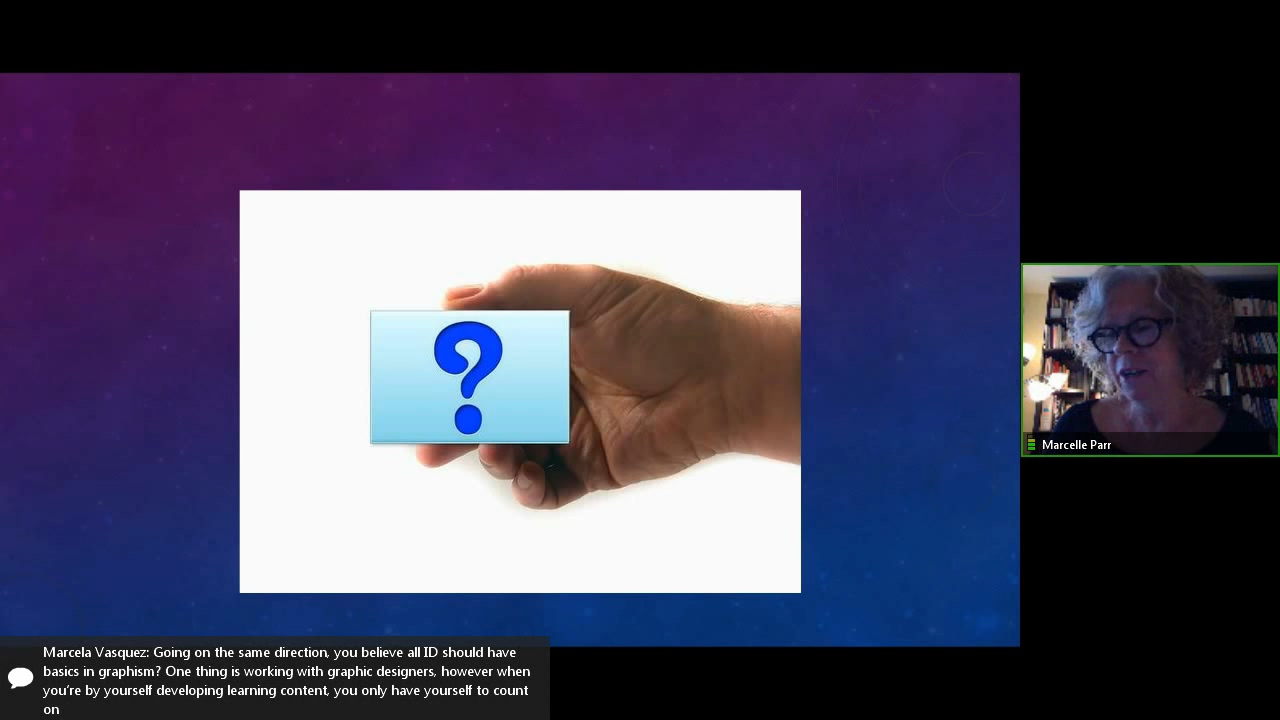 ?
Marcelle Parr
Marcela Vasquez: Going on the same direction, you believe all ID should have
basics in graphism? One thing is working with graphic designers, however when
you're by yourself developing learning content, you only have yourself to count
on